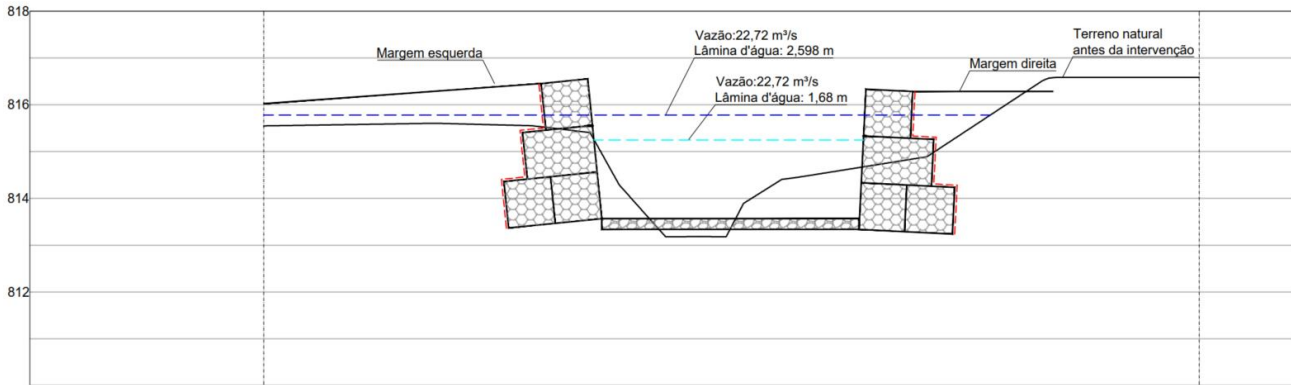 818
Vazão:22,72 m³/s
Lâmina d'água: 2,598 m
Terreno natural
antes da intervenção
Margem esquerda
Margem direita
Vazão:22,72 m³/s
Lâmina d'água: 1,68 m
816
814
812